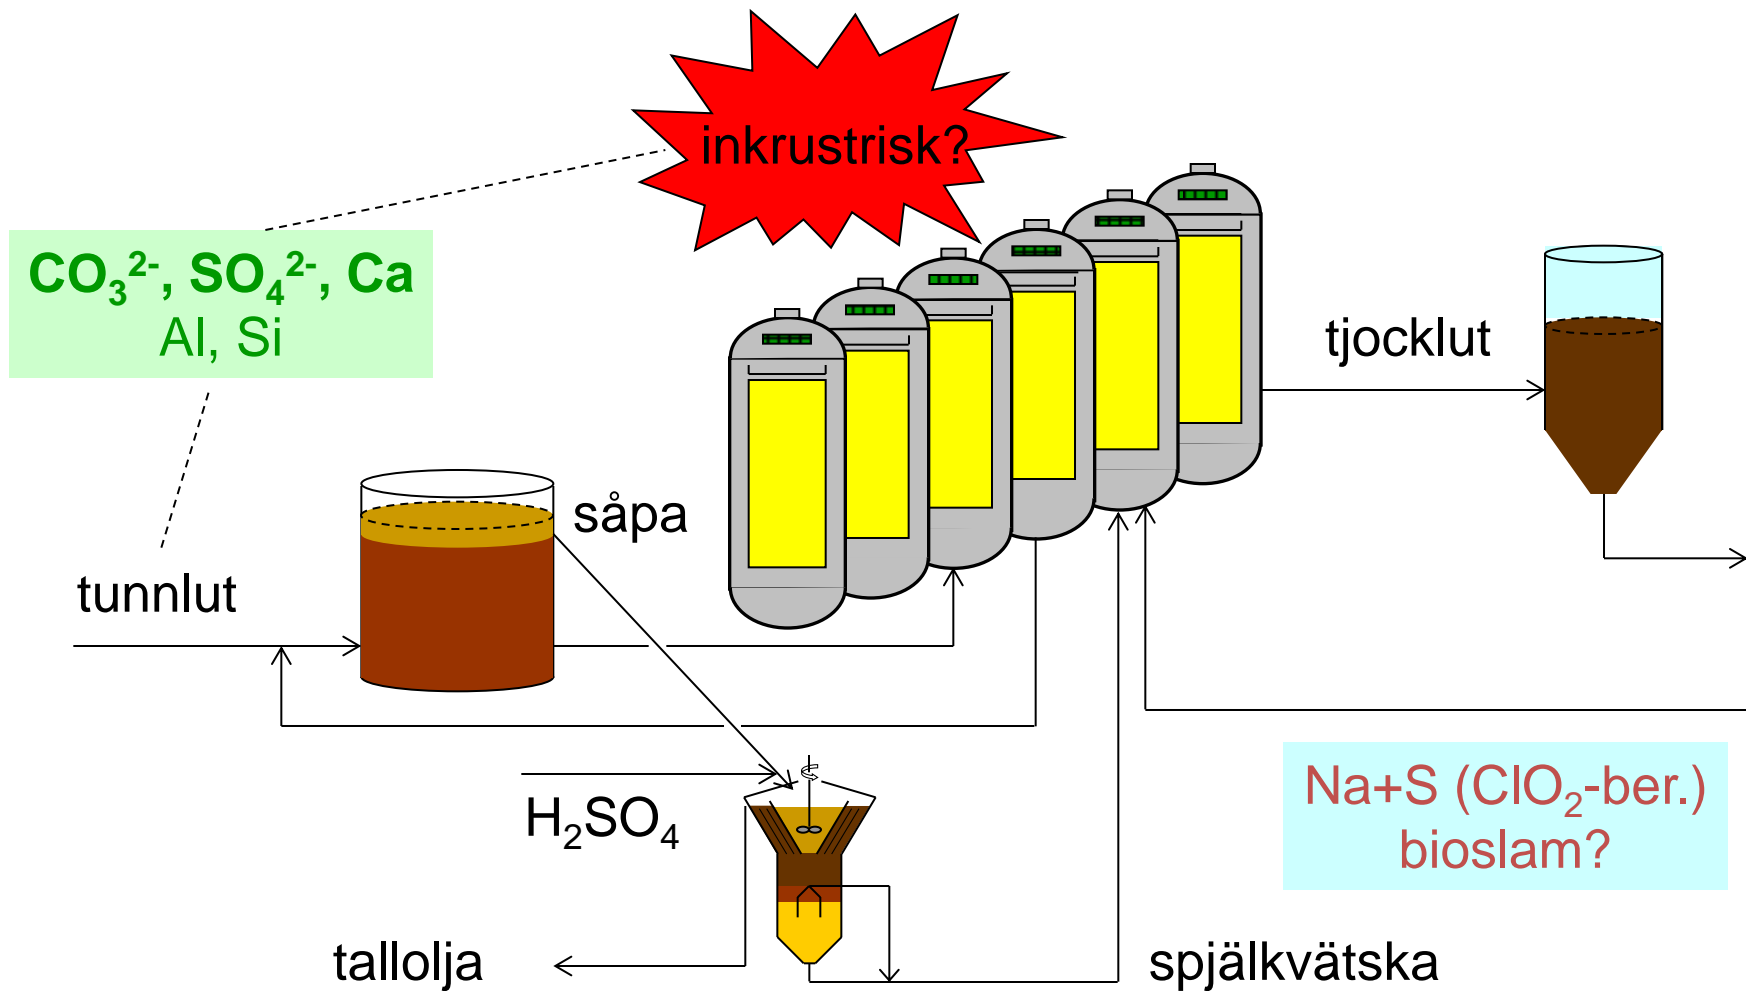 inkrustrisk?
CO₃²⁻, SO₄²⁻, Ca
Al, Si
tjocklut
såpa
tunnlut
H₂SO₄
Na+S (ClO₂-ber.)
bioslam?
tallolja
spjälkvätska